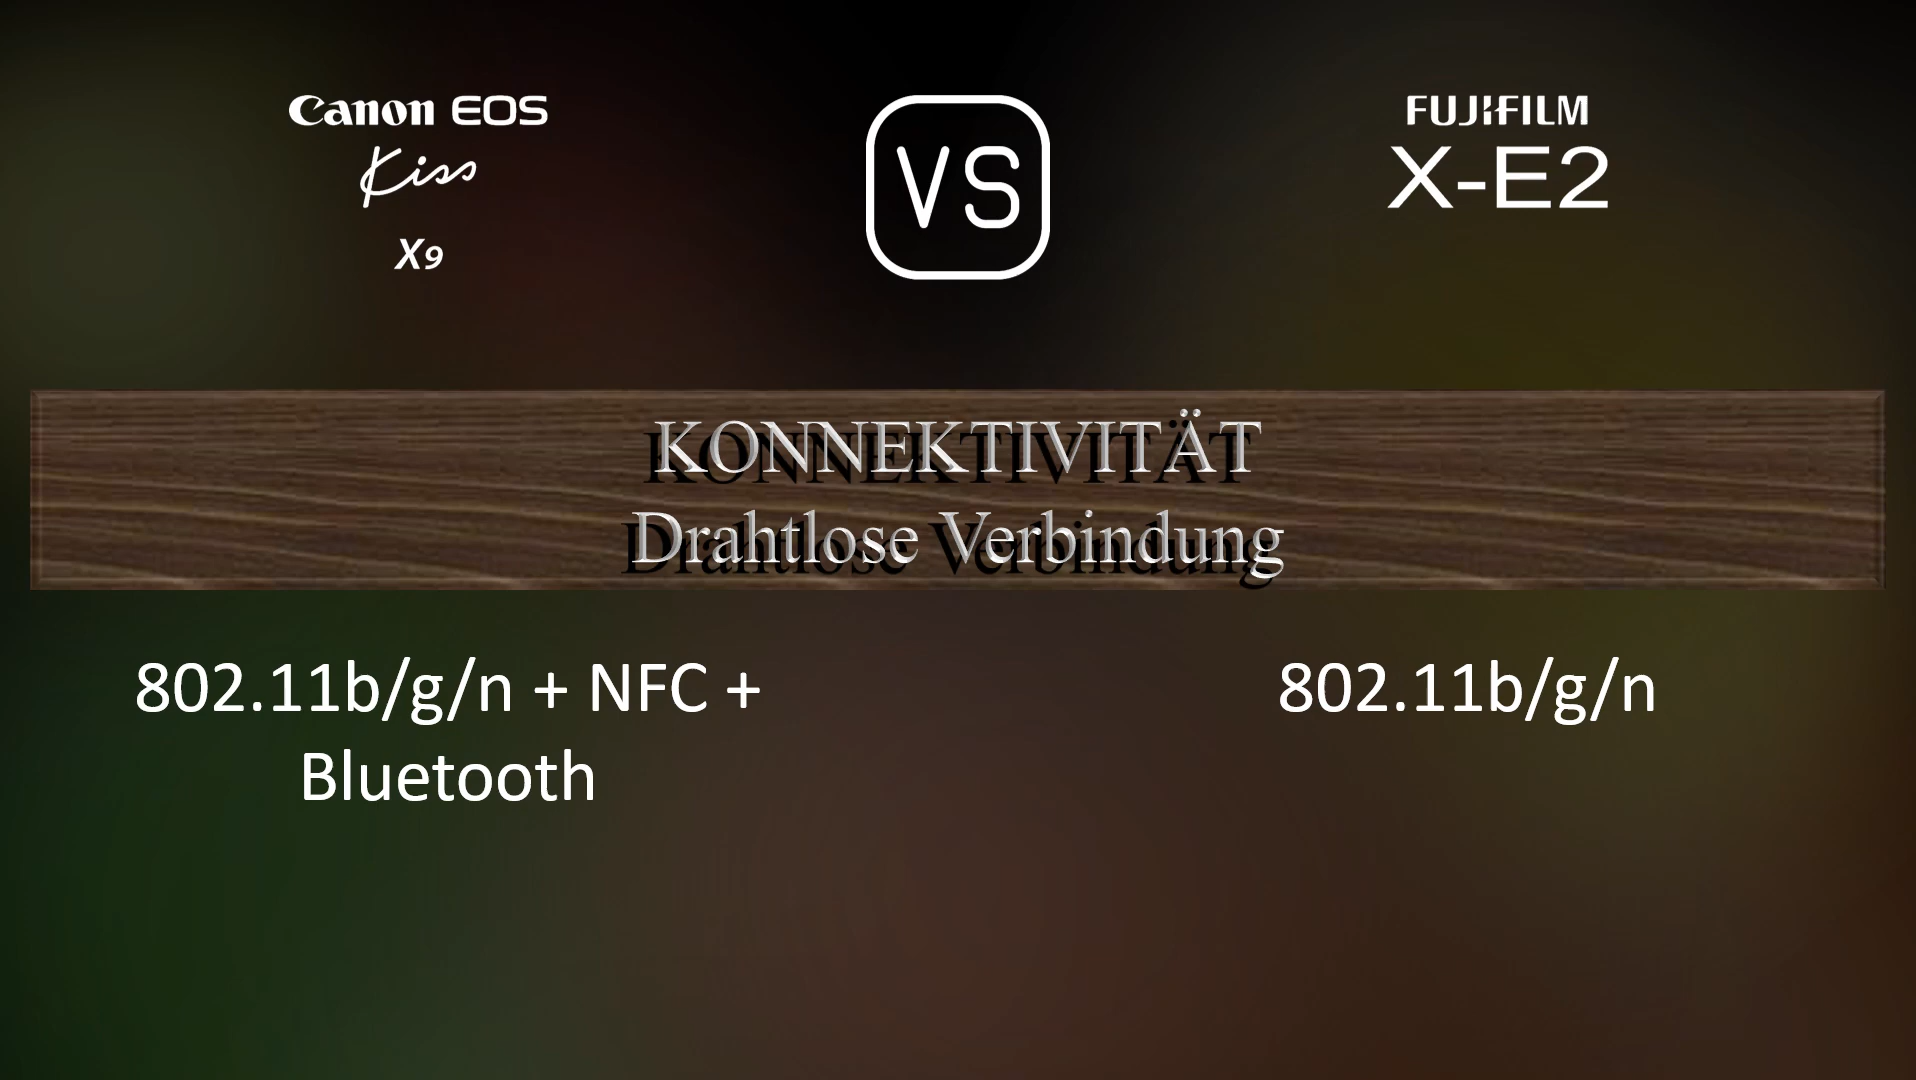 Canon EOS
Kiss
X9
VS
FUJIFILM
X-E2
KONNEKTIVITÄT
Drahtlose Verbindung
802.11b/g/n + NFC +
Bluetooth
802.11b/g/n